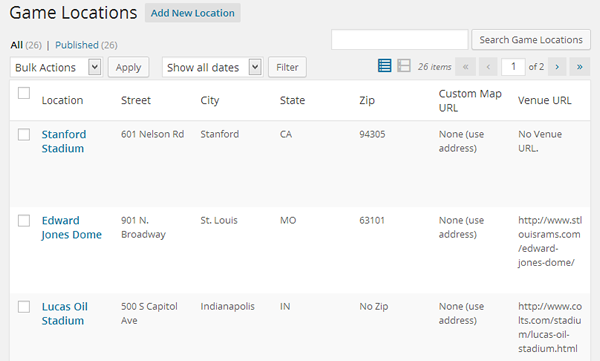 Game Locations Add New Location
All (26) | Published (26)
Search Game Locations
Bulk Actions Apply Show all dates Filter 26 items « ‹ 1 of 2 › »
Location Street City State Zip Custom Map URL Venue URL
Stanford Stadium 601 Nelson Rd Stanford CA 94305 None (use address) No Venue URL.
Edward Jones Dome 901 N. Broadway St. Louis MO 63101 None (use address) http://www.stlouisrams.com/edward-jones-dome/
Lucas Oil Stadium 500 S Capitol Ave Indianapolis IN No Zip None (use address) http://www.colts.com/stadium/lucas-oil-stadium.html